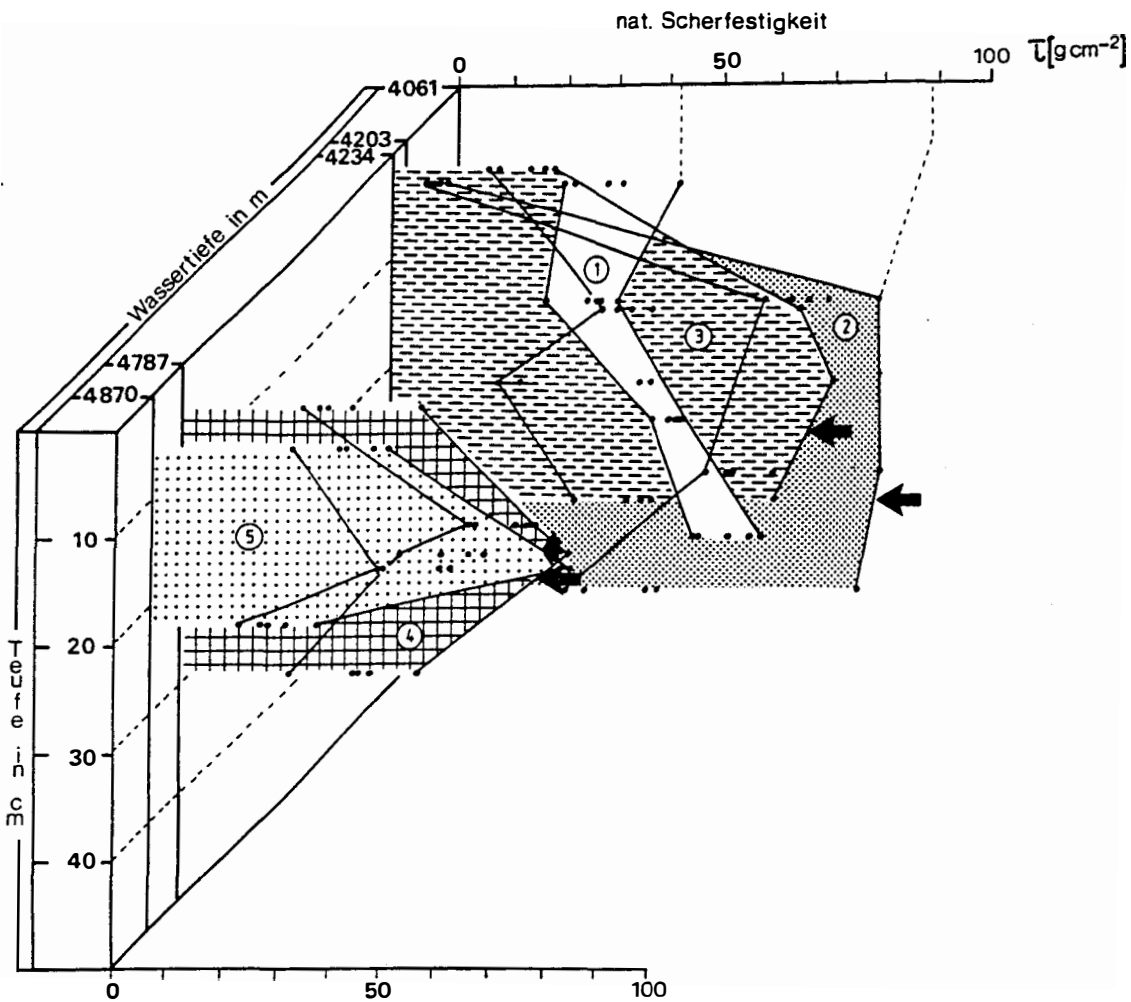 nat. Scherfestigkeit
0 50 100 τ[g cm-2]
4061
4203
4234
Wassertiefe in m
4787
4870
1
2
3
5
4
10
20
30
40
Teufe in cm
0 50 100